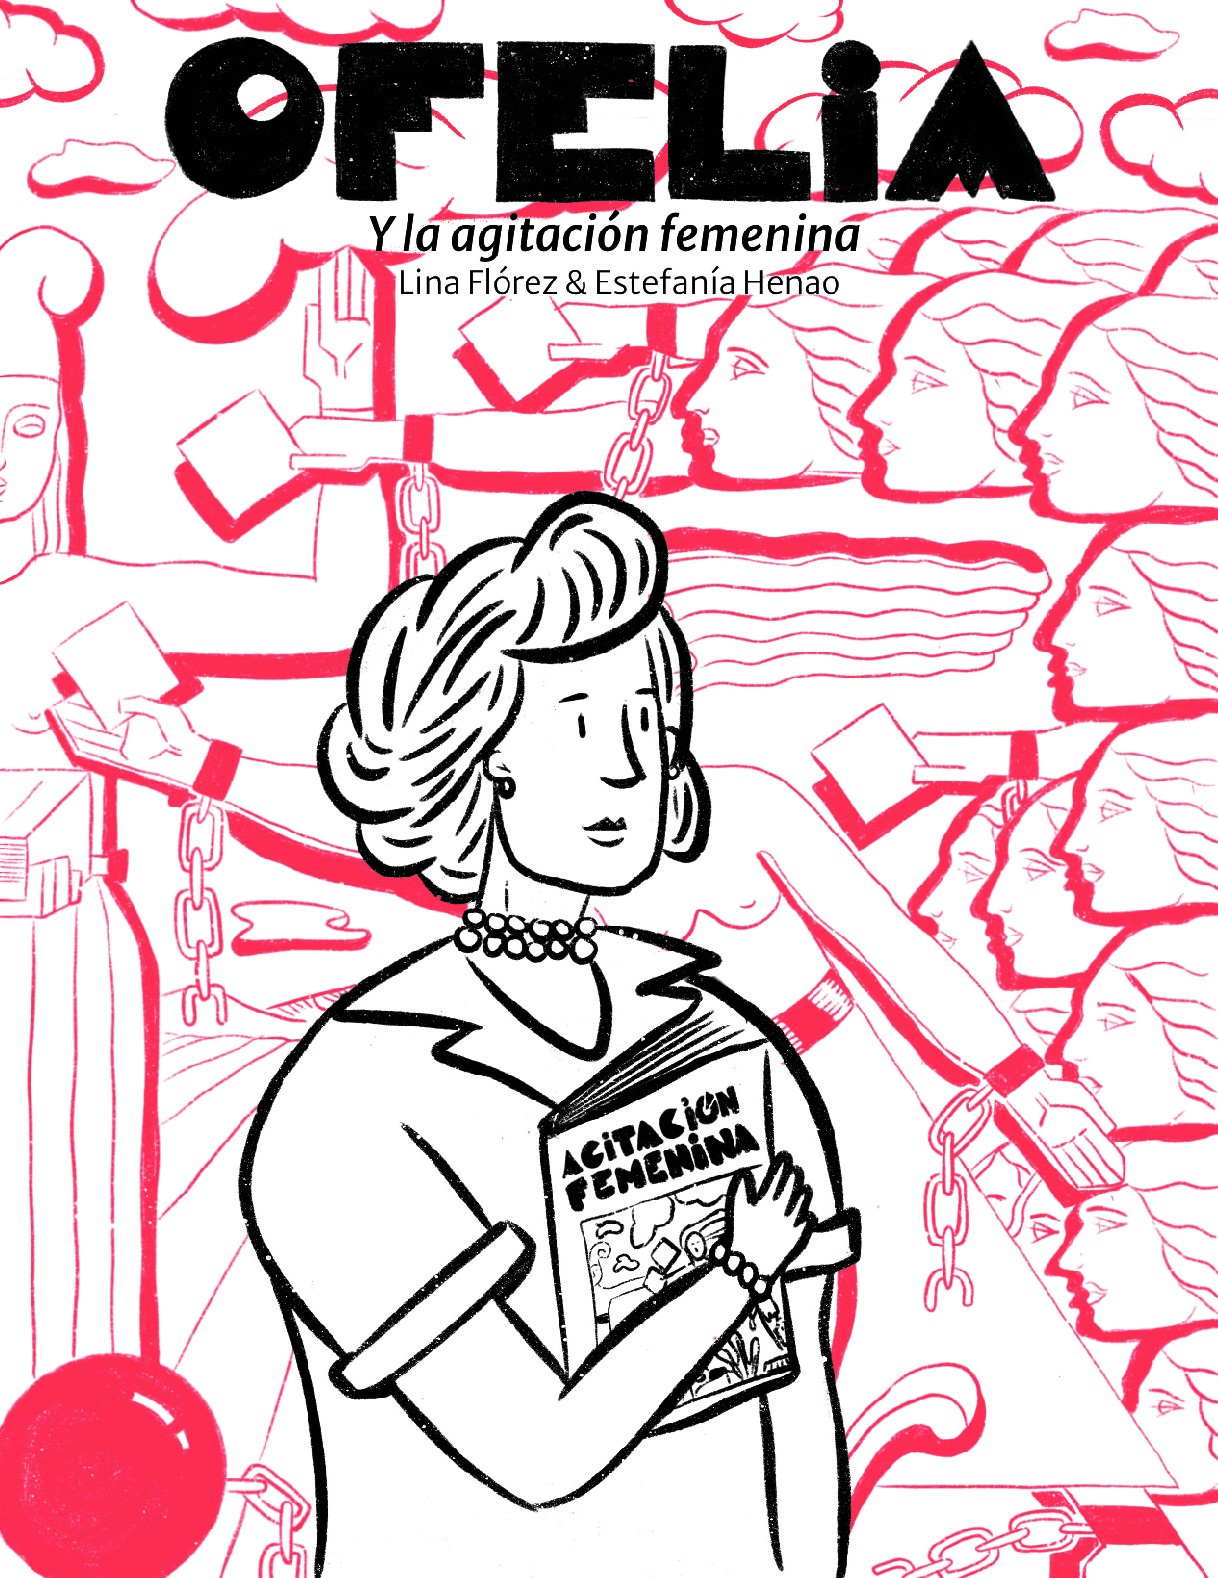 OFELiA
Y la agitación femenina
Lina Flórez & Estefanía Henao
AGiTACiÓN
FEMENiNA